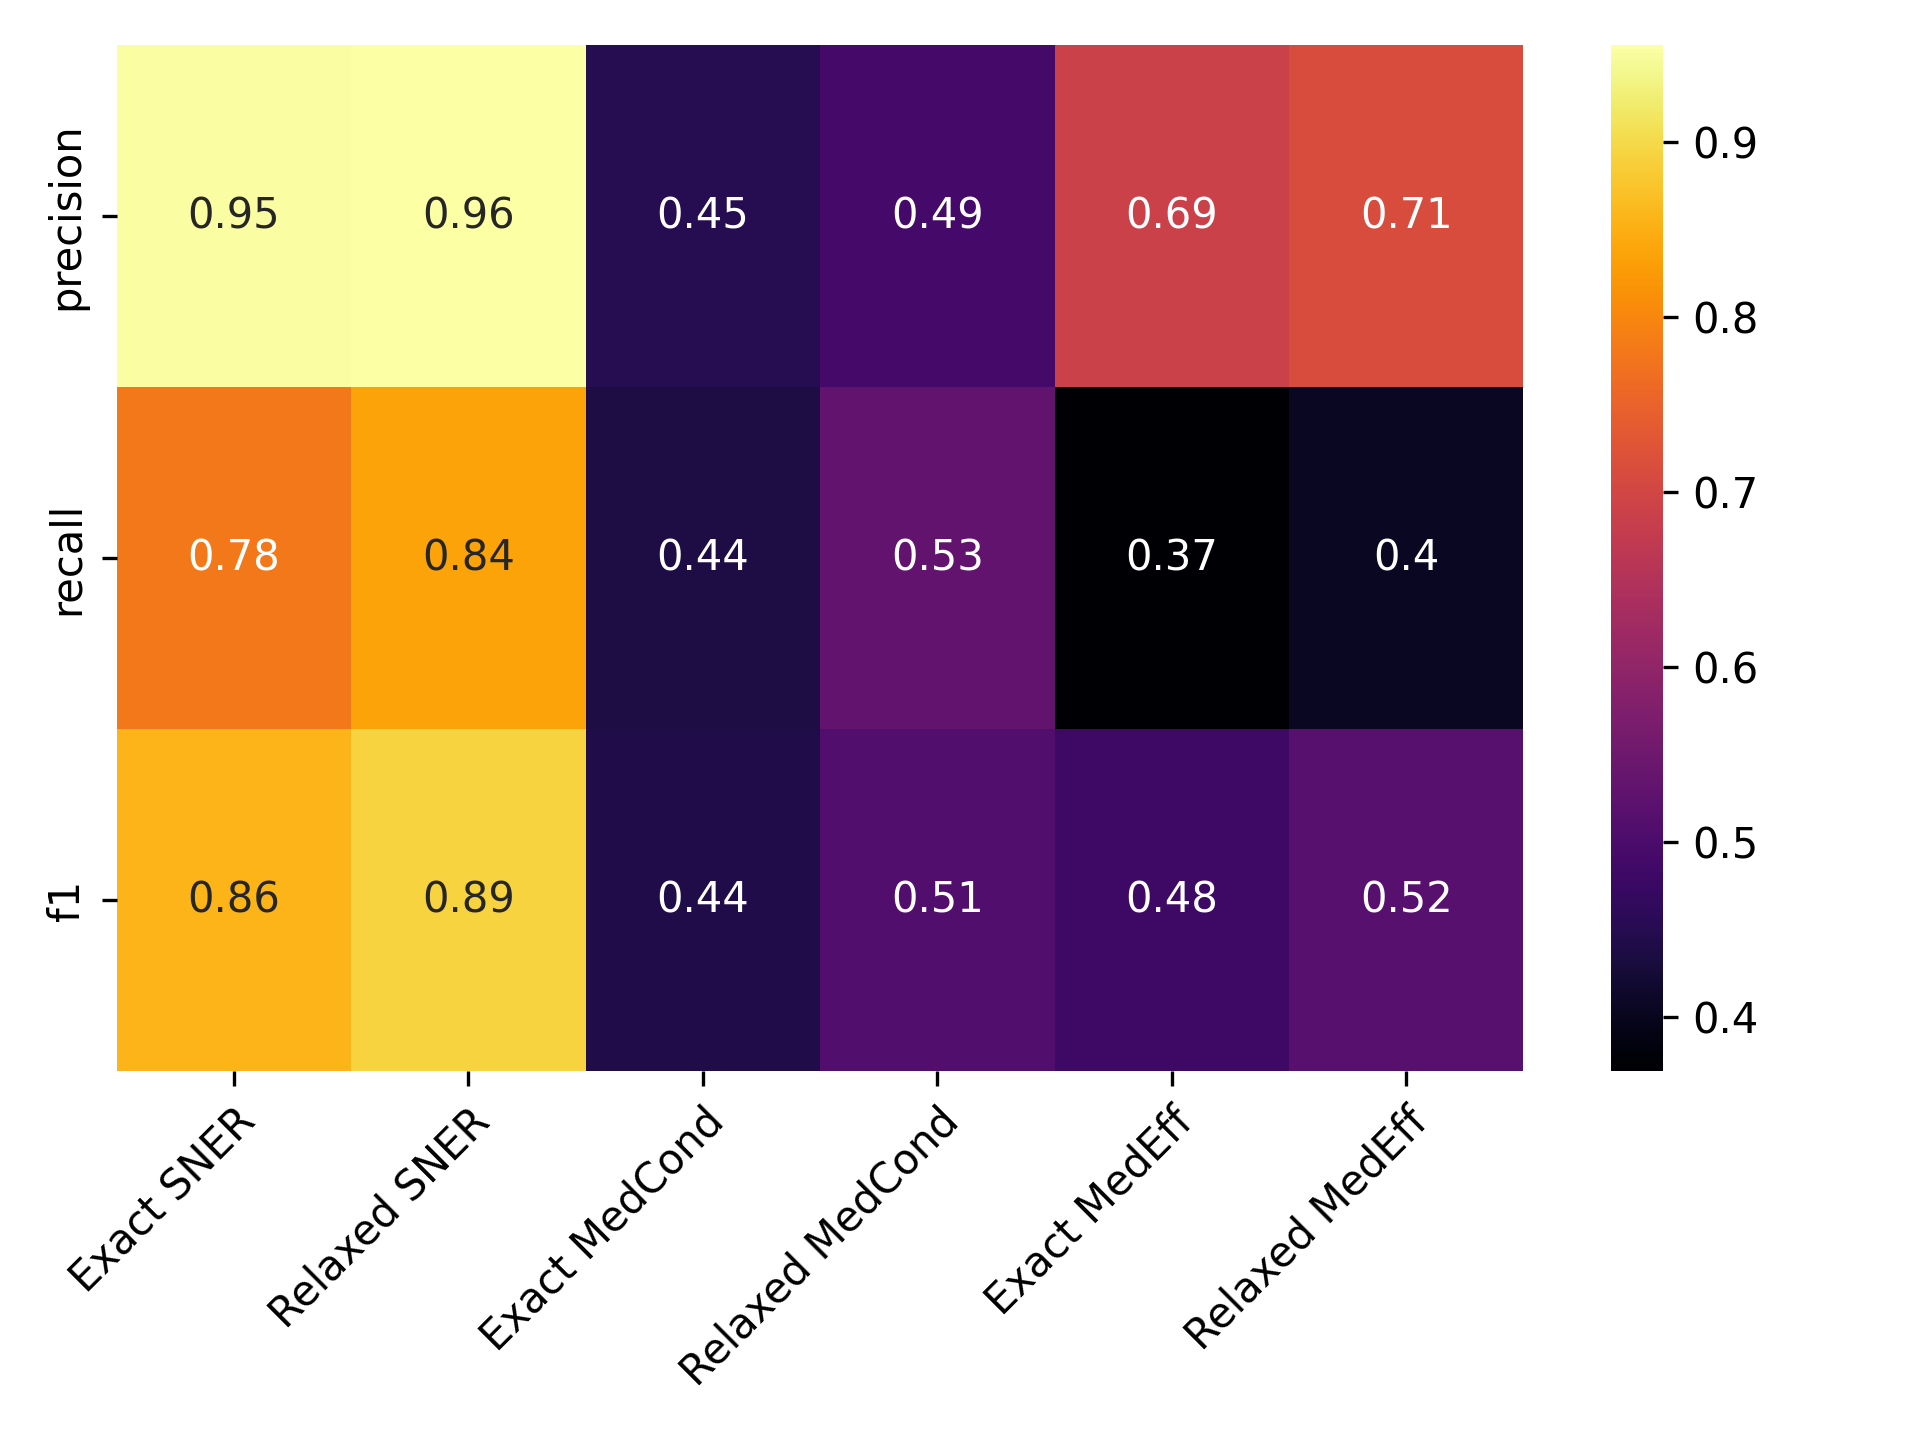 precision
0.95 0.96 0.45 0.49 0.69 0.71
recall
0.78 0.84 0.44 0.53 0.37 0.4
f1
0.86 0.89 0.44 0.51 0.48 0.52
Exact SNER
Relaxed SNER
Exact MedCond
Relaxed MedCond
Exact MedEff
Relaxed MedEff
0.9
0.8
0.7
0.6
0.5
0.4